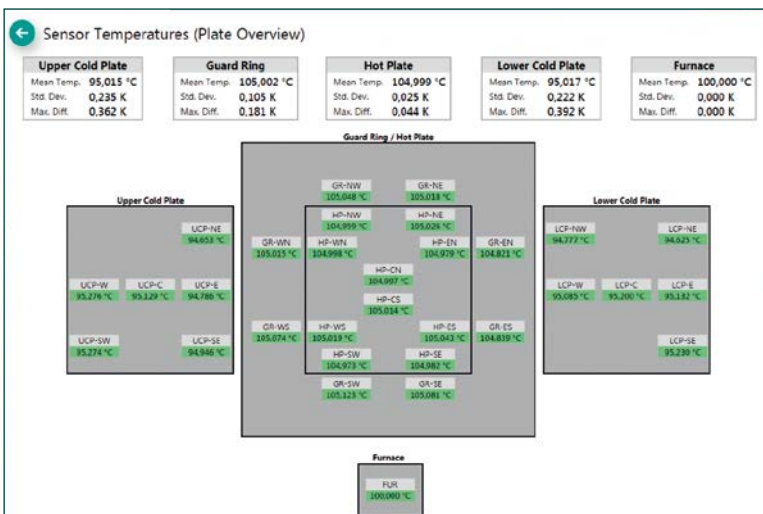 Sensor Temperatures (Plate Overview)
Upper Cold Plate
Mean Temp. 95,015 °C
Std. Dev. 0,235 K
Max. Diff. 0,362 K
Guard Ring
Mean Temp. 105,002 °C
Std. Dev. 0,105 K
Max. Diff. 0,181 K
Hot Plate
Mean Temp. 104,999 °C
Std. Dev. 0,025 K
Max. Diff. 0,044 K
Lower Cold Plate
Mean Temp. 95,017 °C
Std. Dev. 0,222 K
Max. Diff. 0,392 K
Furnace
Mean Temp. 100,000 °C
Std. Dev. 0,000 K
Max. Diff. 0,000 K
Upper Cold Plate
UCP-NE
94,653 °C
UCP-W
95,276 °C
UCP-C
95,129 °C
UCP-E
94,786 °C
UCP-SW
95,274 °C
UCP-SE
94,946 °C
Guard Ring / Hot Plate
GR-NW
105,048 °C
GR-NE
105,013 °C
HP-NW
104,999 °C
HP-NE
105,026 °C
GR-WN
105,015 °C
HP-WN
104,998 °C
HP-EN
104,979 °C
GR-EN
104,821 °C
HP-CN
HP-CS
105,014 °C
GR-WS
105,074 °C
HP-WS
105,019 °C
HP-ES
105,043 °C
GR-ES
104,839 °C
HP-SW
104,973 °C
HP-SE
104,982 °C
GR-SW
105,123 °C
GR-SE
105,081 °C
Lower Cold Plate
LCP-NW
94,777 °C
LCP-NE
94,625 °C
LCP-W
95,085 °C
LCP-C
95,200 °C
LCP-E
95,132 °C
LCP-SE
95,230 °C
Furnace
FUR
100,000 °C